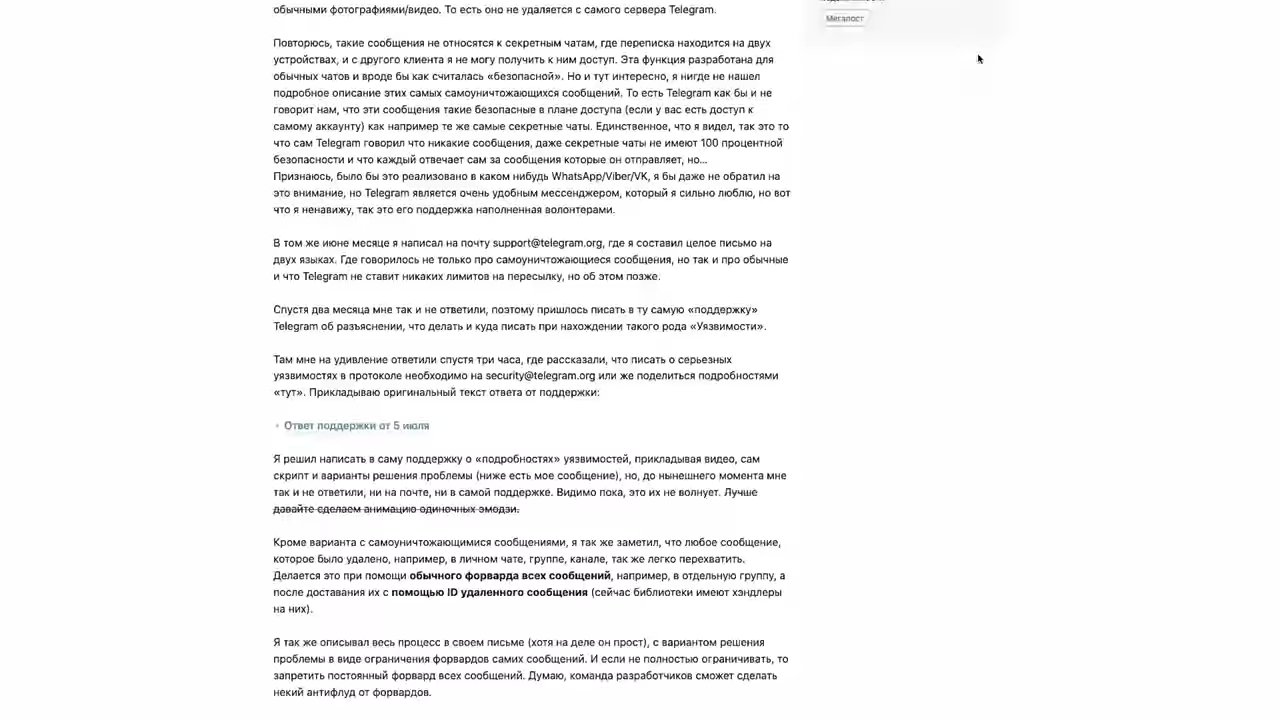 обычными фотографиями/видео. То есть оно не удаляется с самого сервера Telegram.
Мегапост
Повторюсь, такие сообщения не относятся к секретным чатам, где переписка находится на двух
устройствах, и с другого клиента я не могу получить к ним доступ. Эта функция разработана для
обычных чатов и вроде бы как считалась «безопасной». Но и тут интересно, я нигде не нашел
подробное описание этих самых самоуничтожающихся сообщений. То есть Telegram как бы и не
говорит нам, что эти сообщения такие безопасные в плане доступа (если у вас есть доступ к
самому аккаунту) как например те же самые секретные чаты. Единственное, что я видел, так это то
что сам Telegram говорил что никакие сообщения, даже секретные чаты не имеют 100 процентной
безопасности и что каждый отвечает сам за сообщения которые он отправляет, но...
Признаюсь, было бы это реализовано в каком нибудь WhatsApp/Viber/VK, я бы даже не обратил на
это внимание, но Telegram является очень удобным мессенджером, который я сильно люблю, но вот
что я ненавижу, так это его поддержка наполненная волонтерами.
В том же июне месяце я написал на почту support@telegram.org, где я составил целое письмо на
двух языках. Где говорилось не только про самоуничтожающиеся сообщения, но так и про обычные
и что Telegram не ставит никаких лимитов на пересылку, но об этом позже.
Спустя два месяца мне так и не ответили, поэтому пришлось писать в ту самую «поддержку»
Telegram об разъяснении, что делать и куда писать при нахождении такого рода «Уязвимости».
Там мне на удивление ответили спустя три часа, где рассказали, что писать о серьезных
уязвимостях в протоколе необходимо на security@telegram.org или же поделиться подробностями
«тут». Прикладываю оригинальный текст ответа от поддержки:
Ответ поддержки от 5 июля
Я решил написать в саму поддержку о «подробностях» уязвимостей, прикладывая видео, сам
скрипт и варианты решения проблемы (ниже есть мое сообщение), но, до нынешнего момента мне
так и не ответили, ни на почте, ни в самой поддержке. Видимо пока, это их не волнует. Лучше
давайте сделаем анимацию одиночных эмодзи.
Кроме варианта с самоуничтожающимися сообщениями, я так же заметил, что любое сообщение,
которое было удалено, например, в личном чате, группе, канале, так же легко перехватить.
Делается это при помощи обычного форварда всех сообщений, например, в отдельную группу, а
после доставания их с помощью ID удаленного сообщения (сейчас библиотеки имеют хэндлеры
на них).
Я так же описывал весь процесс в своем письме (хотя на деле он прост), с вариантом решения
проблемы в виде ограничения форвардов самих сообщений. И если не полностью ограничивать, то
запретить постоянный форвард всех сообщений. Думаю, команда разработчиков сможет сделать
некий антифлуд от форвардов.